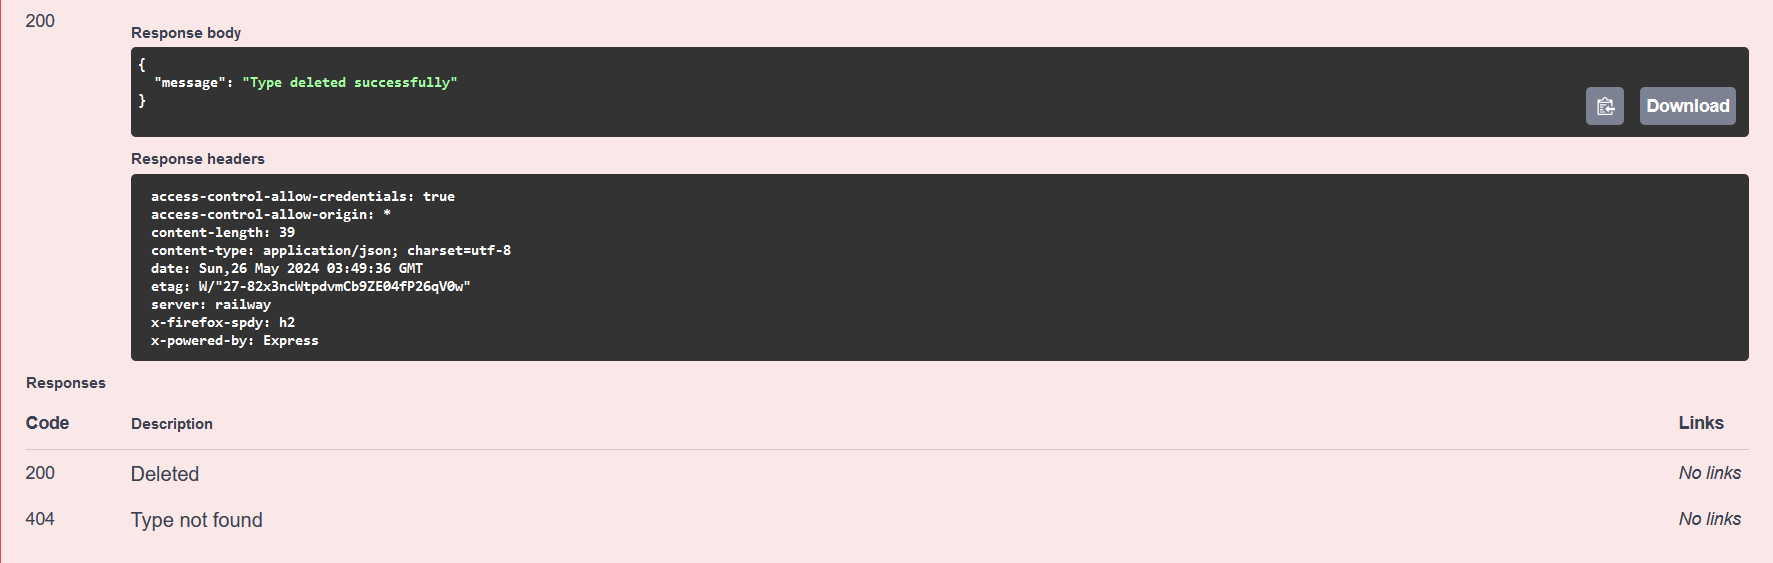 200
Response body
{
  "message": "Type deleted successfully"
}
Download
Response headers
access-control-allow-credentials: true
access-control-allow-origin: *
content-length: 39
content-type: application/json; charset=utf-8
date: Sun,26 May 2024 03:49:36 GMT
etag: W/"27-82x3ncWtpdvmCb9ZE04fP26qV0w"
server: railway
x-firefox-spdy: h2
x-powered-by: Express
Responses
Code Description Links
200 Deleted No links
404 Type not found No links